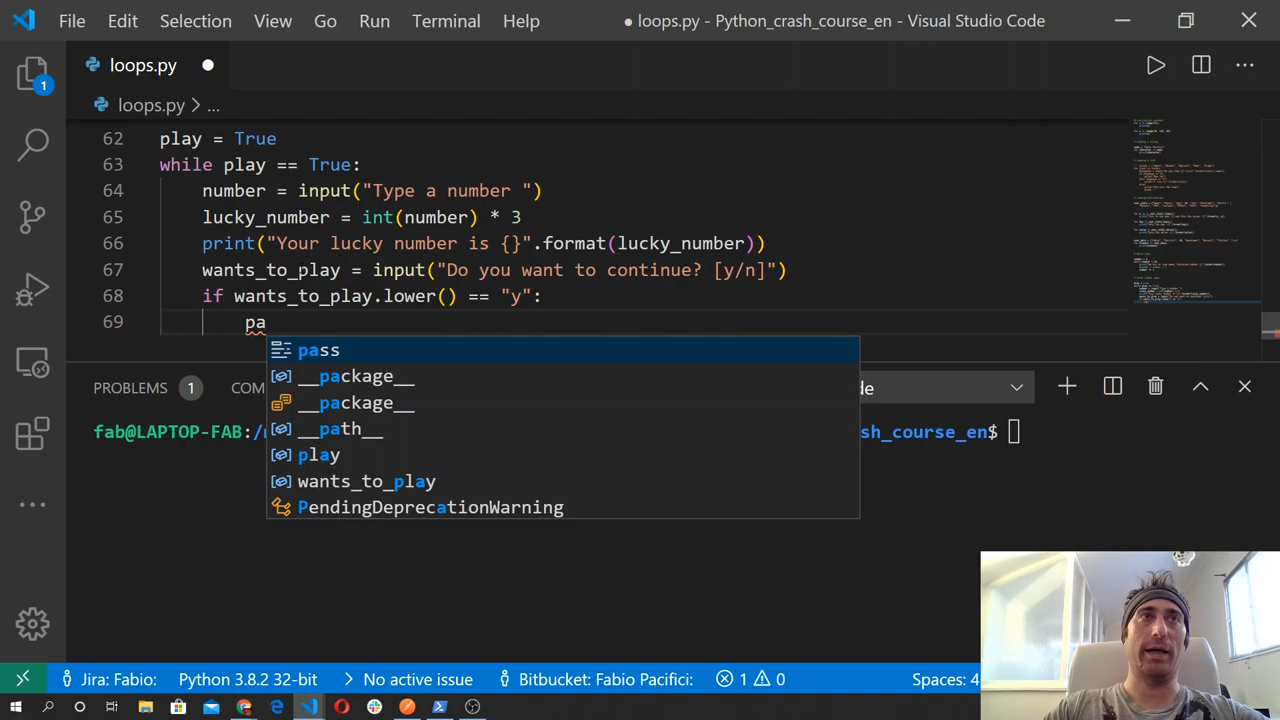 File Edit Selection View Go Run Terminal Help ● loops.py - Python_crash_course_en - Visual Studio Code
1
loops.py
loops.py > ...
62 play = True
63 while play == True:
64 number = input("Type a number ")
65 lucky_number = int(number) * 3
66 print("Your lucky number is {}".format(lucky_number))
67 wants_to_play = input("Do you want to continue? [y/n]")
68 if wants_to_play.lower() == "y":
69 pa
pass
__package__
__package__
__path__
play
wants_to_play
PendingDeprecationWarning
PROBLEMS 1 COM de
fab@LAPTOP-FAB:/ sh_course_en$
Jira: Fabio: Python 3.8.2 32-bit No active issue Bitbucket: Fabio Pacifici: 1 0 Spaces: 4